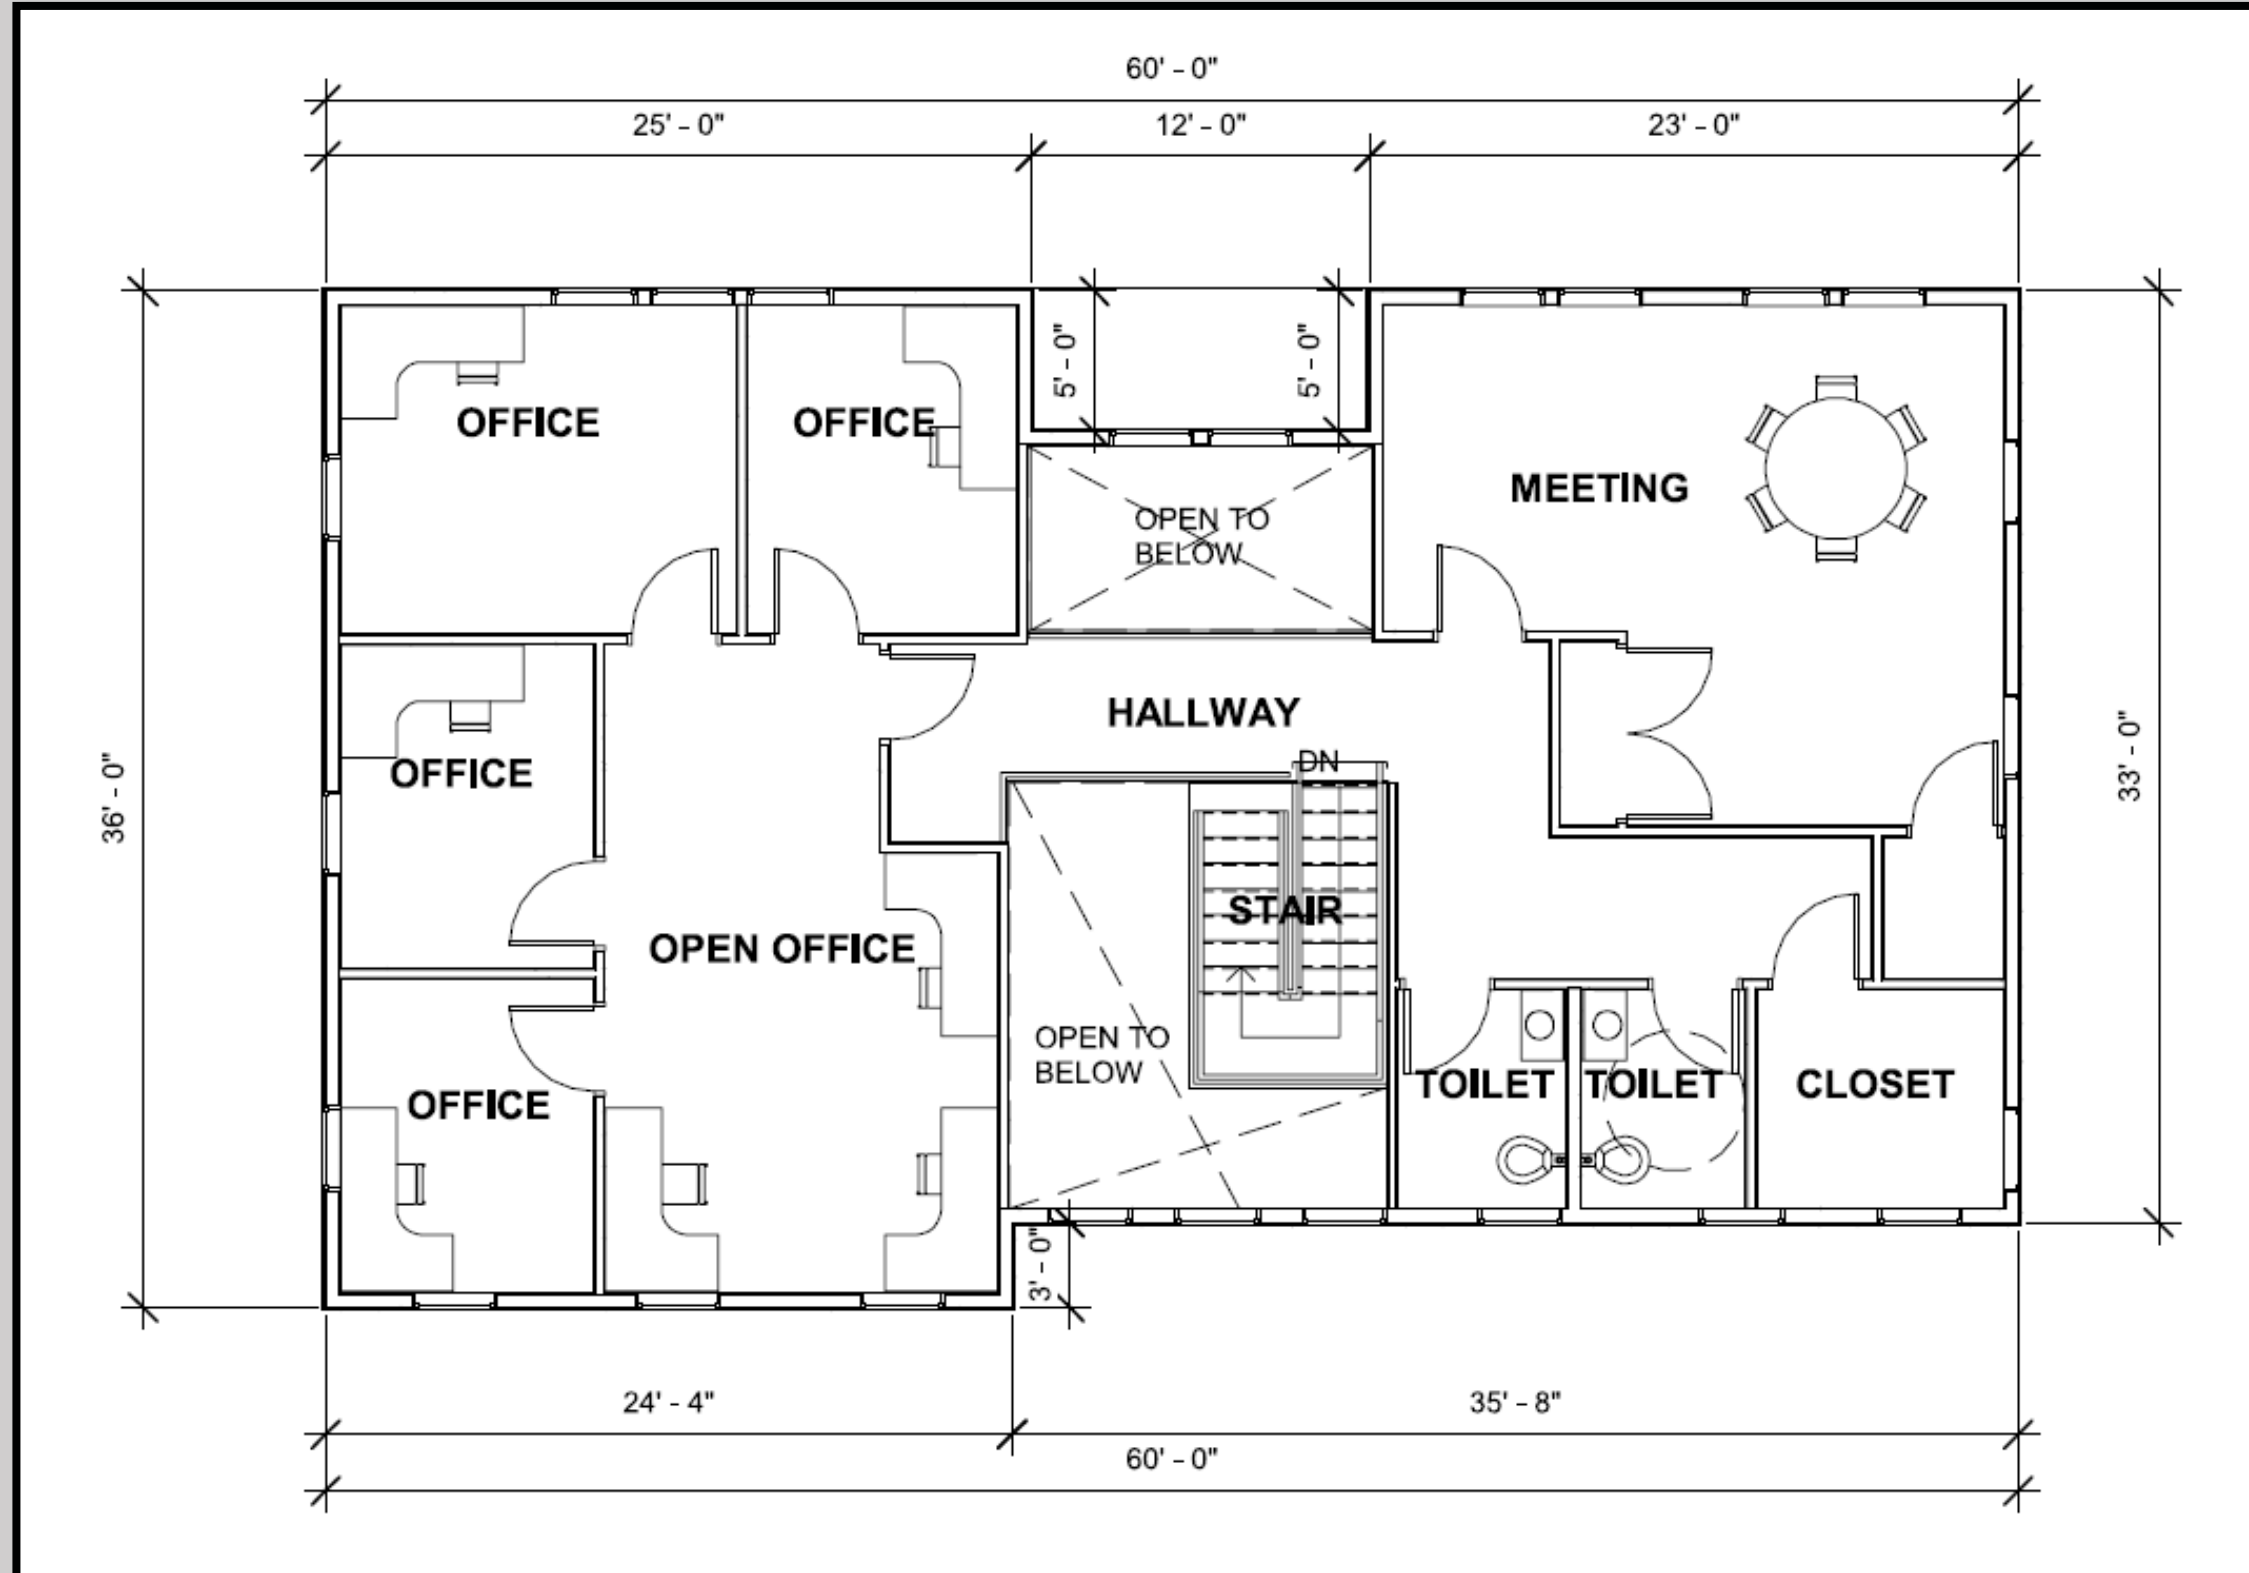 60' - 0"
25' - 0"
12' - 0"
23' - 0"
5' - 0"
5' - 0"
OFFICE
OFFICE
MEETING
OPEN TO
BELOW
HALLWAY
DN
36' - 0"
33' - 0"
OFFICE
STAIR
OPEN OFFICE
OPEN TO
BELOW
OFFICE
TOILET
TOILET
CLOSET
3' - 0"
24' - 4"
35' - 8"
60' - 0"